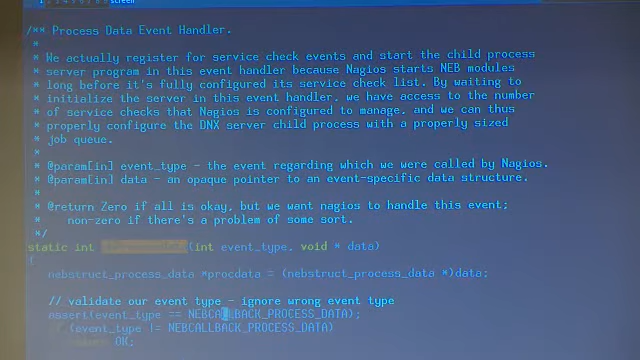 screen
/** Process Data Event Handler.
*
* We actually register for service check events and start the child process
* server program in this event handler because Nagios starts NEB modules
* long before it's fully configured its service check list. By waiting to
* initialize the server in this event handler, we have access to the number
* of service checks that Nagios is configured to manage, and we can thus
* properly configure the DNX server child process with a properly sized
* job queue.
*
* @param[in] event_type - the event regarding which we were called by Nagios.
* @param[in] data - an opaque pointer to an event-specific data structure.
*
* @return Zero if all is okay, but we want nagios to handle this event;
* non-zero if there's a problem of some sort.
*/
static int (int event_type, void * data)
{
nebstruct_process_data *procdata = (nebstruct_process_data *)data;
// validate our event type - ignore wrong event type
assert(event_type == NEBCALLBACK_PROCESS_DATA);
if (event_type != NEBCALLBACK_PROCESS_DATA)
return OK;